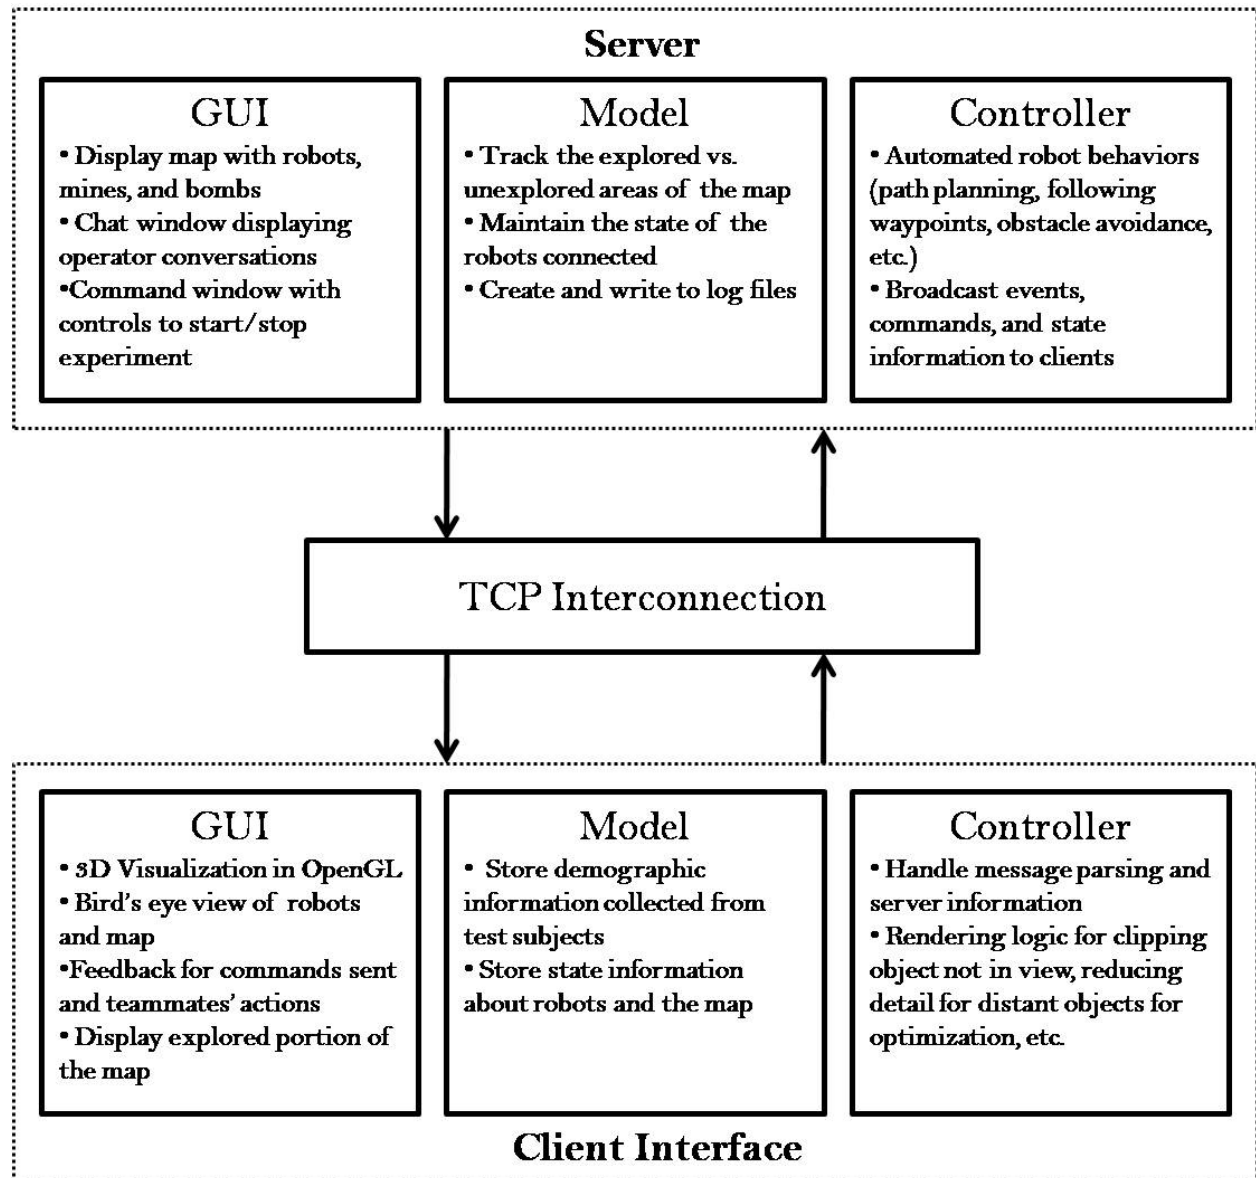 Server
GUI
• Display map with robots,
mines, and bombs
• Chat window displaying
operator conversations
•Command window with
controls to start/stop
experiment
Model
• Track the explored vs.
unexplored areas of the map
• Maintain the state of the
robots connected
• Create and write to log files
Controller
• Automated robot behaviors
(path planning, following
waypoints, obstacle avoidance,
etc.)
• Broadcast events,
commands, and state
information to clients
TCP Interconnection
GUI
• 3D Visualization in OpenGL
• Bird's eye view of robots
and map
•Feedback for commands sent
and teammates' actions
• Display explored portion of
the map
Model
• Store demographic
information collected from
test subjects
• Store state information
about robots and the map
Controller
• Handle message parsing and
server information
• Rendering logic for clipping
object not in view, reducing
detail for distant objects for
optimization, etc.
Client Interface